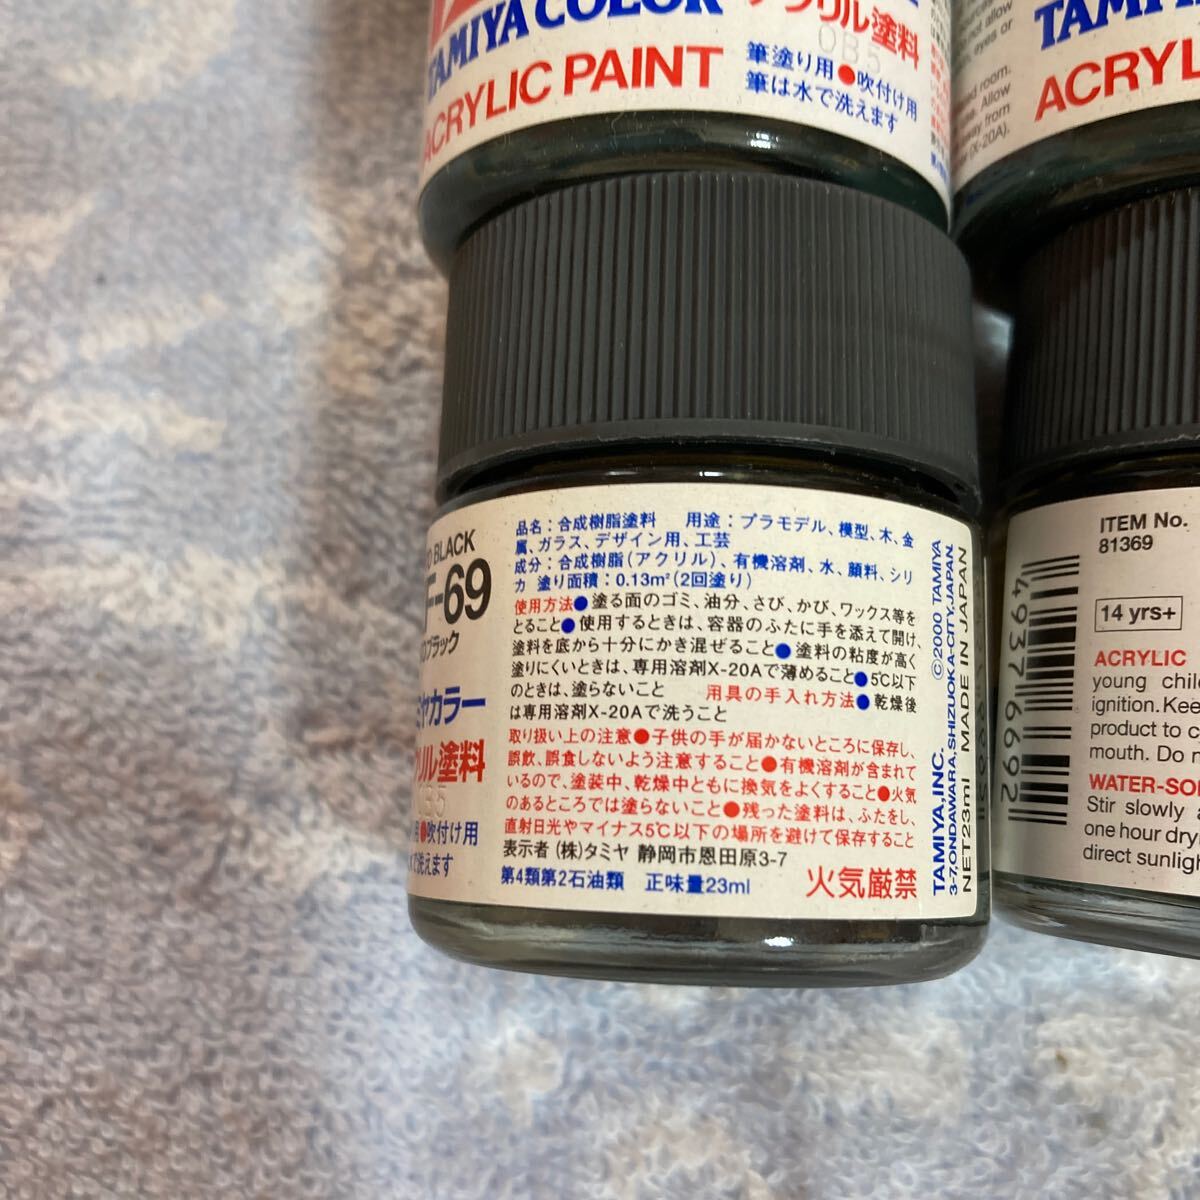 TAMIYA COLOR
ACRYLIC PAINT
アクリル塗料
OB5
筆塗り用●吹付け用
筆は水で洗えます
not allow
eyes or
room.
Allow
away from
(X-20A).
TAMIYA
ACRYL
BLACK
F-69
ブラック
ミヤカラー
リル塗料
用●吹付け用
で洗えます
品名：合成樹脂塗料　用途：プラモデル、模型、木、金
属、ガラス、デザイン用、工芸
成分：合成樹脂(アクリル)、有機溶剤、水、顔料、シリ
カ 塗り面積：0.13m²(2回塗り)
使用方法●塗る面のゴミ、油分、さび、かび、ワックス等を
とること●使用するときは、容器のふたに手を添えて開け、
塗料を底から十分にかき混ぜること●塗料の粘度が高く
塗りにくいときは、専用溶剤X-20Aで薄めること●5℃以下
のときは、塗らないこと　用具の手入れ方法●乾燥後
は専用溶剤X-20Aで洗うこと
取り扱い上の注意●子供の手が届かないところに保存し、
誤飲、誤食しないよう注意すること●有機溶剤が含まれて
いるので、塗装中、乾燥中ともに換気をよくすること●火気
のあるところでは塗らないこと●残った塗料は、ふたをし、
直射日光やマイナス5℃以下の場所を避けて保存すること
表示者 (株)タミヤ 静岡市恩田原3-7
第4類第2石油類　正味量23ml
火気厳禁
TAMIYA,INC. ©2000 TAMIYA
3-7,ONDAWARA,SHIZUOKA-CITY,JAPAN.
NET23ml MADE IN JAPAN
ITEM No.
81369
14 yrs+
ACRYLIC
young chil
ignition. Kee
product to c
mouth. Do n
WATER-SO
Stir slowly a
one hour dry
direct sunligh